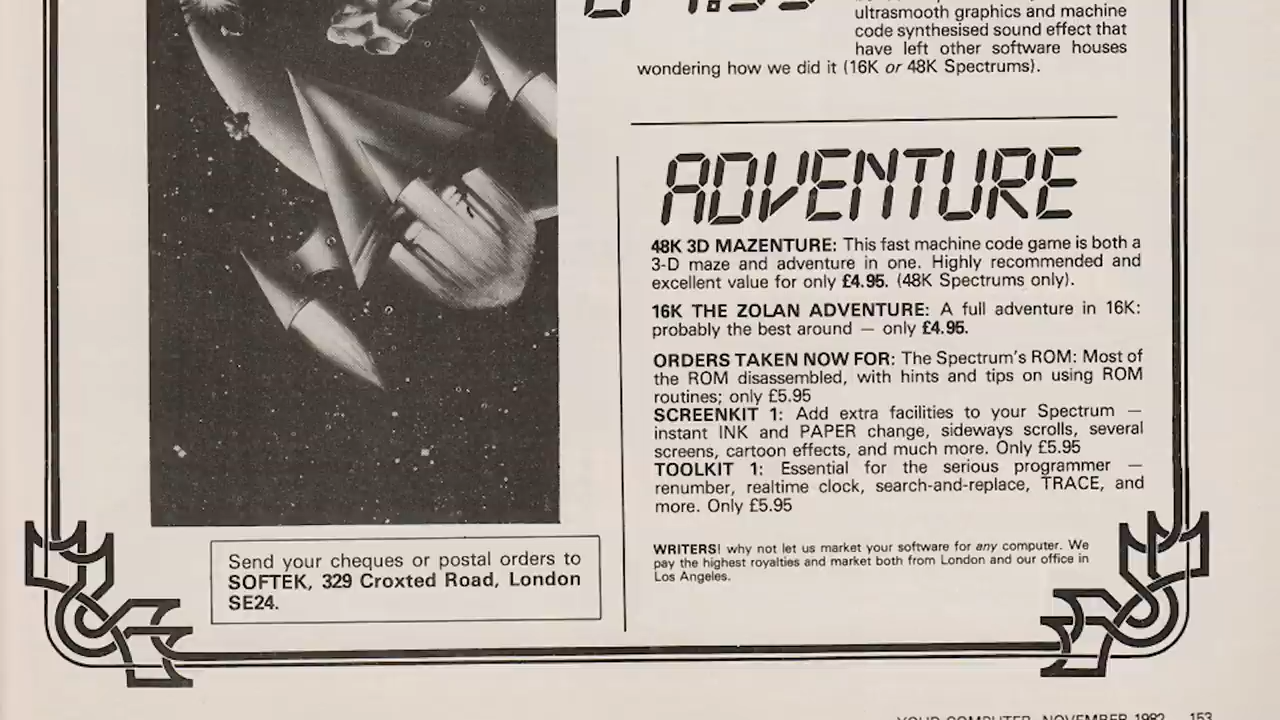 ultrasmooth graphics and machine
code synthesised sound effect that
have left other software houses
wondering how we did it (16K or 48K Spectrums).
ADVENTURE
48K 3D MAZENTURE: This fast machine code game is both a
3-D maze and adventure in one. Highly recommended and
excellent value for only £4.95. (48K Spectrums only).
16K THE ZOLAN ADVENTURE: A full adventure in 16K:
probably the best around — only £4.95.
ORDERS TAKEN NOW FOR: The Spectrum's ROM: Most of
the ROM disassembled, with hints and tips on using ROM
routines; only £5.95
SCREENKIT 1: Add extra facilities to your Spectrum —
instant INK and PAPER change, sideways scrolls, several
screens, cartoon effects, and much more. Only £5.95
TOOLKIT 1: Essential for the serious programmer —
renumber, realtime clock, search-and-replace, TRACE, and
more. Only £5.95
WRITERS! why not let us market your software for any computer. We
pay the highest royalties and market both from London and our office in
Los Angeles.
Send your cheques or postal orders to
SOFTEK, 329 Croxted Road, London
SE24.
YOUR COMPUTER, NOVEMBER 1982 153